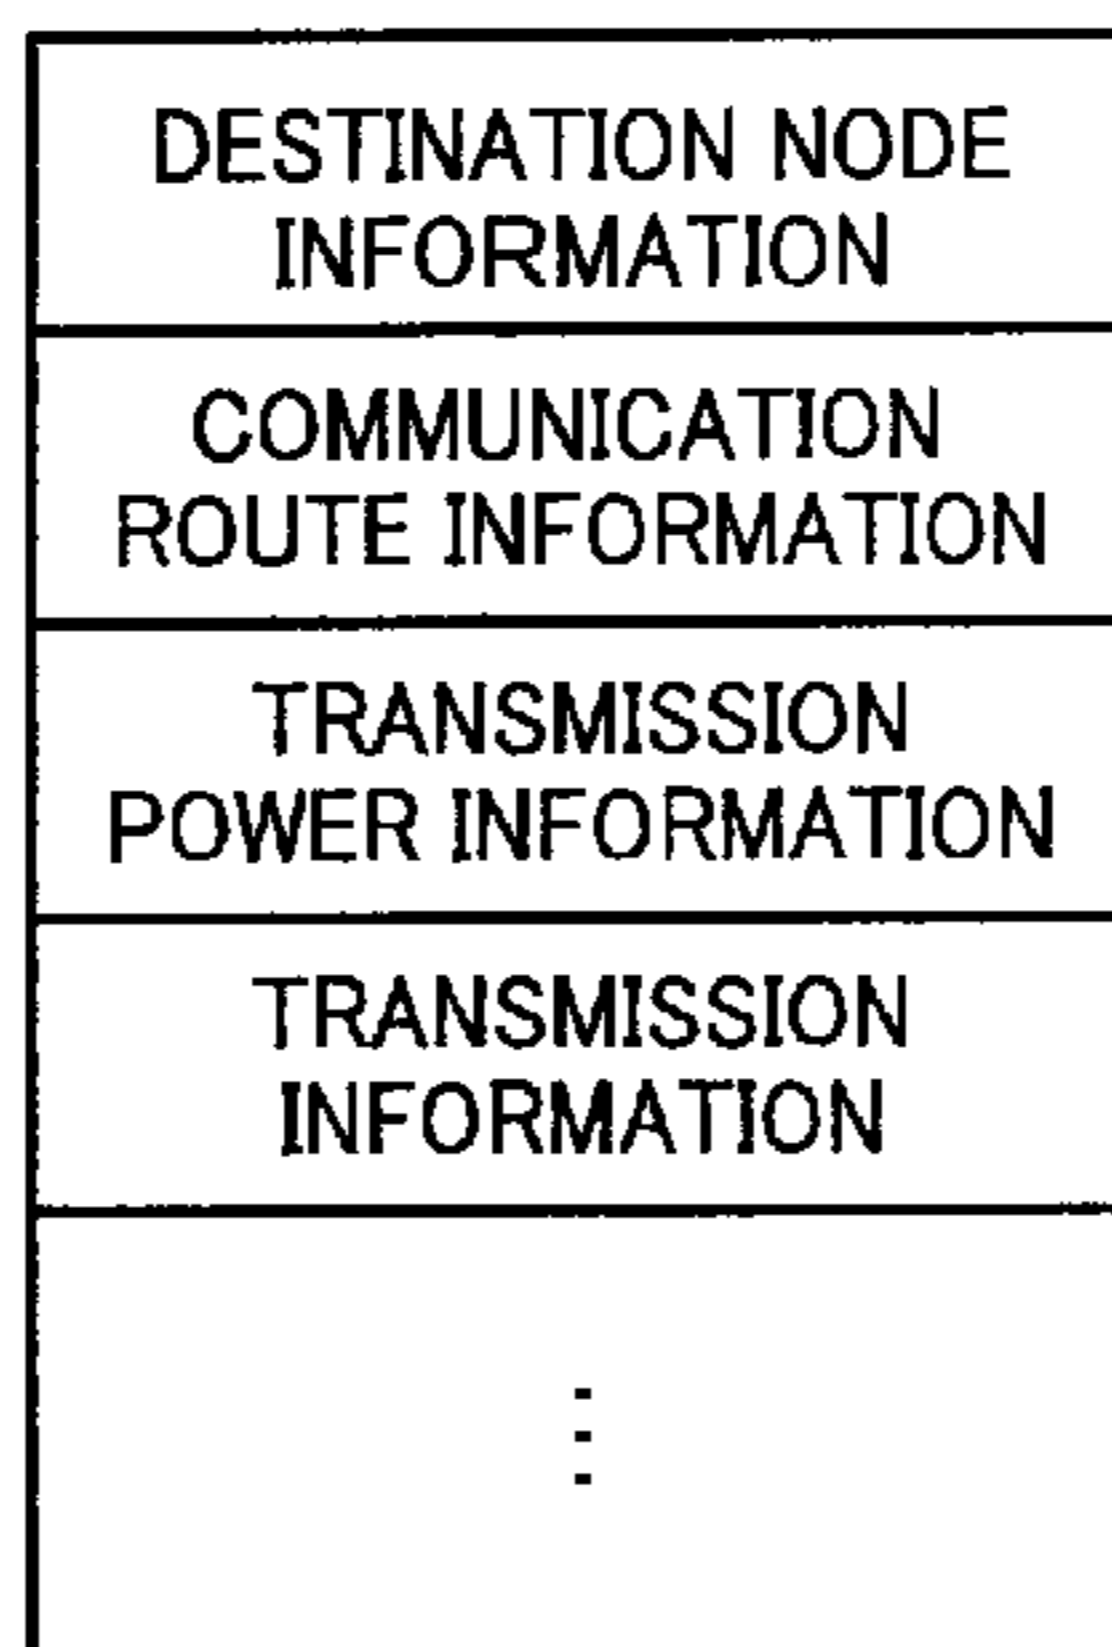 DESTINATION NODE
INFORMATION
COMMUNICATION
ROUTE INFORMATION
TRANSMISSION
POWER INFORMATION
TRANSMISSION
INFORMATION